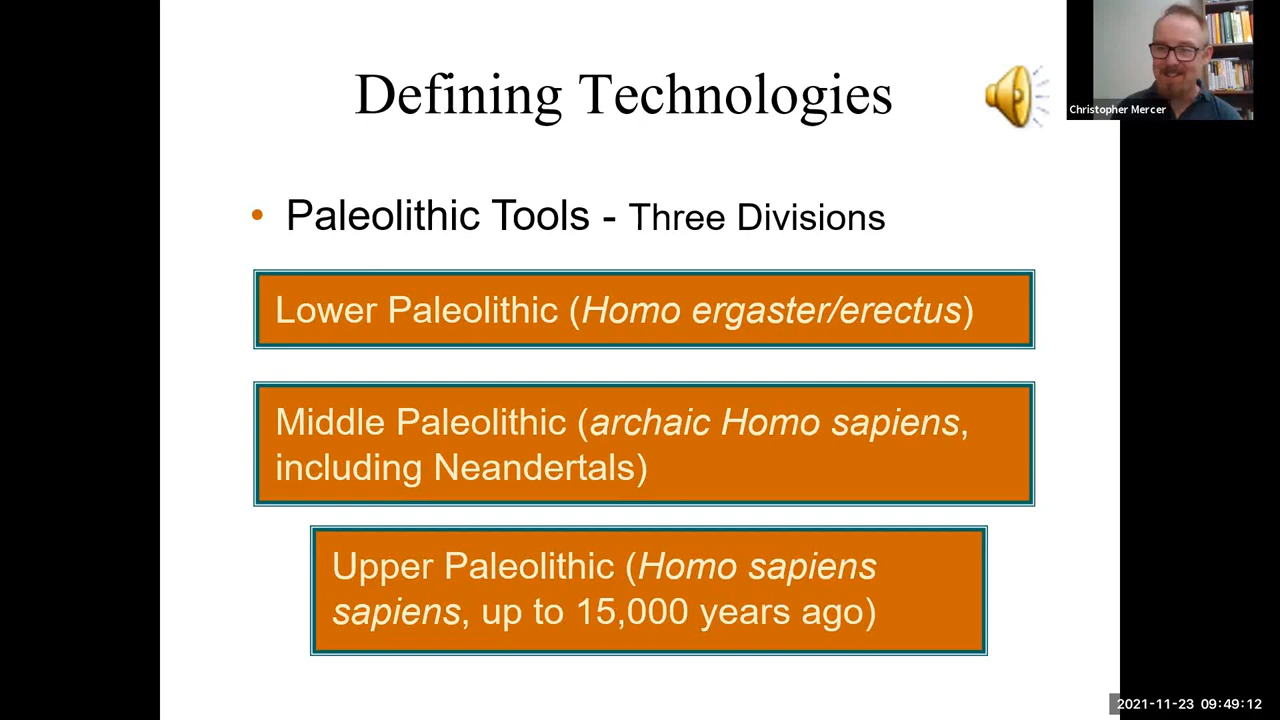 Defining Technologies
Christopher Mercer
• Paleolithic Tools - Three Divisions
Lower Paleolithic (Homo ergaster/erectus)
Middle Paleolithic (archaic Homo sapiens,
including Neandertals)
Upper Paleolithic (Homo sapiens
sapiens, up to 15,000 years ago)
2021-11-23 09:49:12